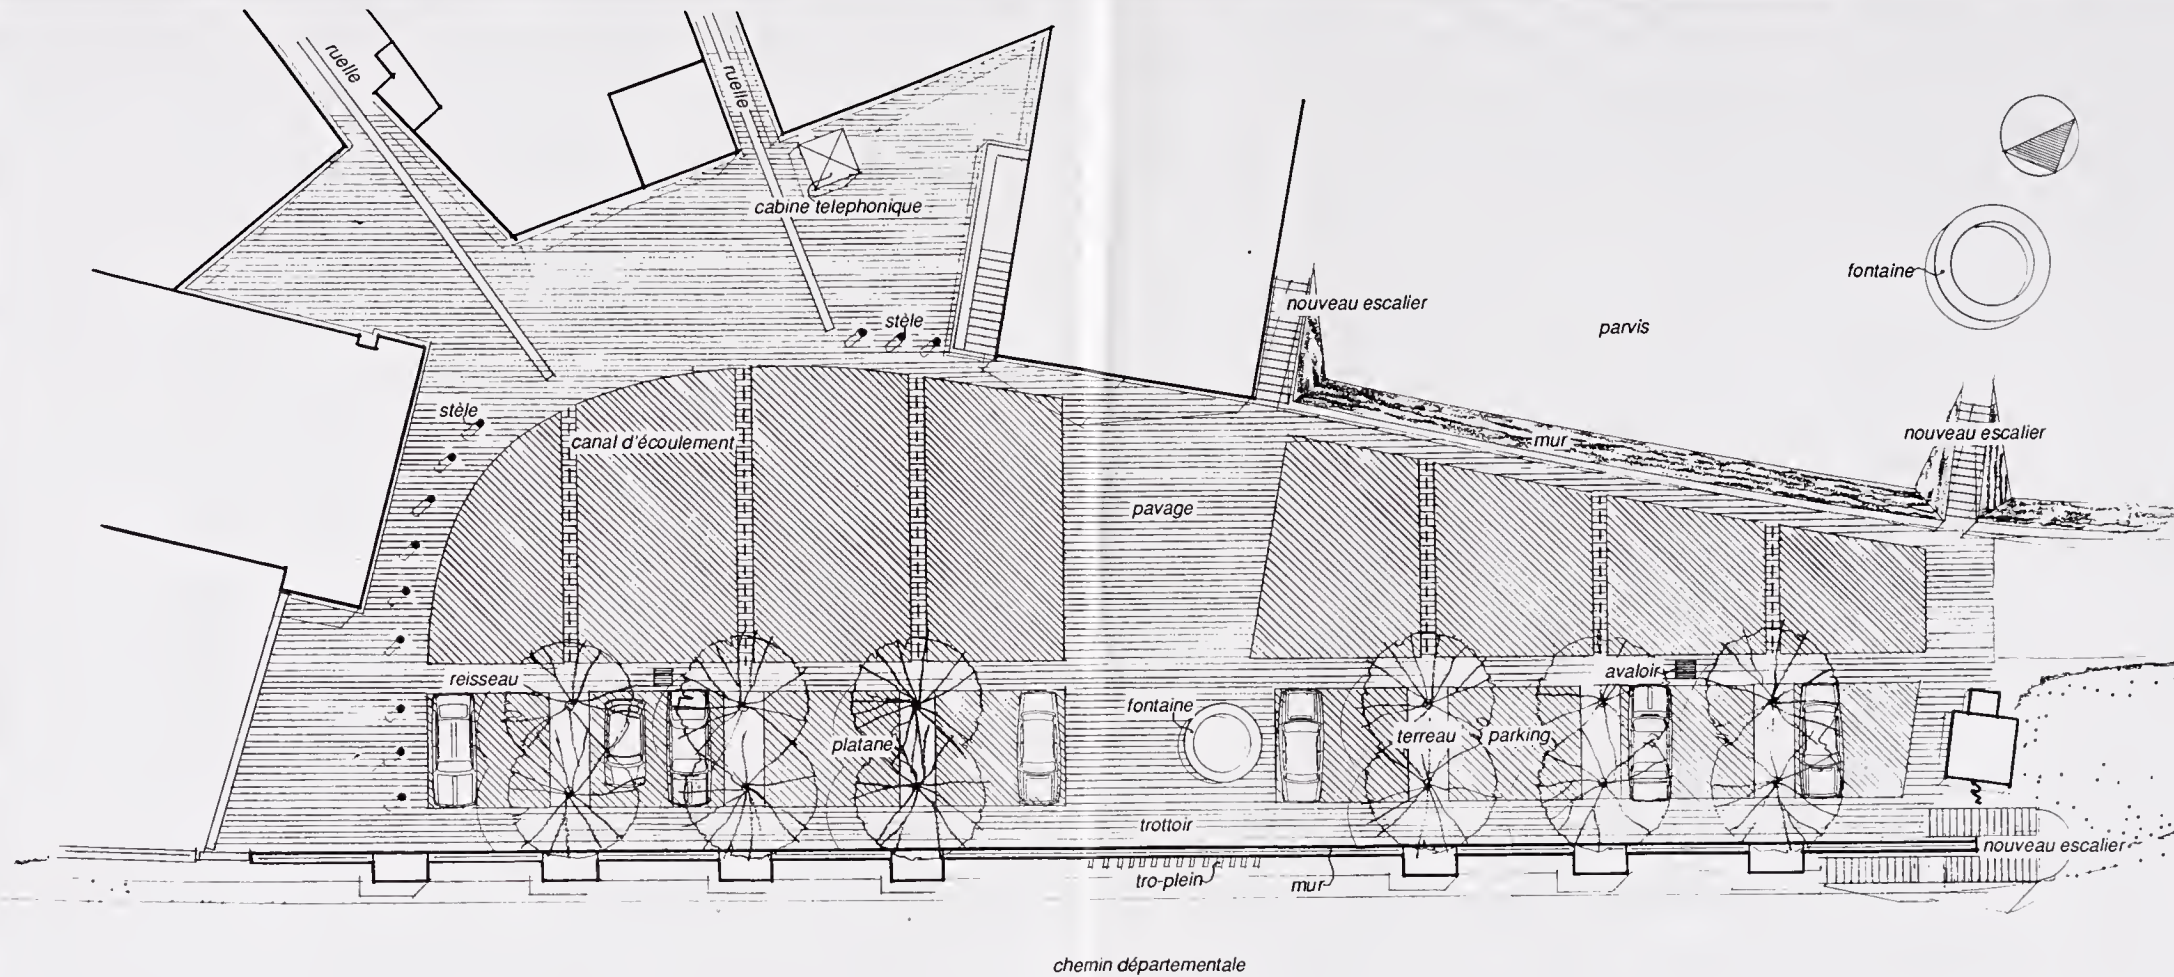 ruelle
ruelle
cabine telephonique
fontaine
nouveau escalier
stèle
parvis
stèle
canal d'écoulement
mur
nouveau escalier
pavage
reisseau
avaloir
fontaine
platane
terreau
parking
trottoir
nouveau escalier
tro-plein
mur
chemin départementale